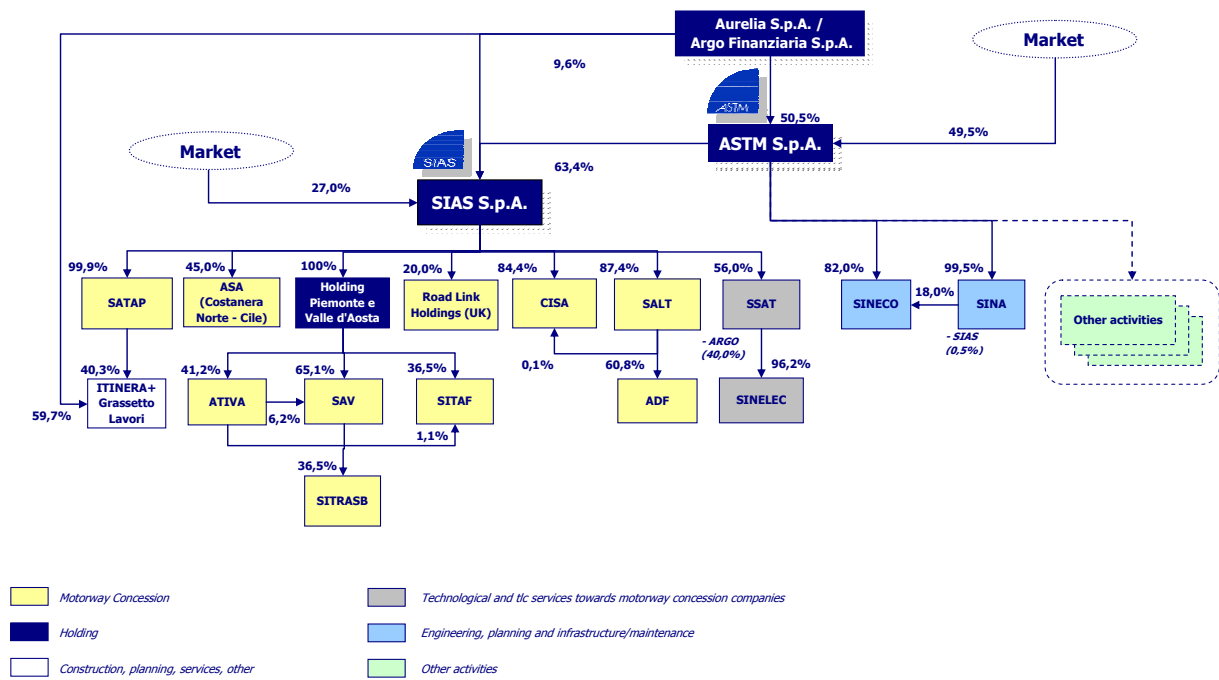 Aurelia S.p.A. /
Argo Finanziaria S.p.A.
Market
9,6%
ASTM
50,5%
ASTM S.p.A.
49,5%
Market
SIAS
63,4%
27,0%
SIAS S.p.A.
99,9%
45,0%
100%
20,0%
84,4%
87,4%
56,0%
82,0%
99,5%
SATAP
ASA
(Costanera
Norte - Cile)
Holding
Piemonte e
Valle d'Aosta
Road Link
Holdings (UK)
CISA
SALT
SSAT
SINECO
18,0%
SINA
Other activities
- ARGO
(40,0%)
- SIAS
(0,5%)
40,3%
41,2%
65,1%
36,5%
0,1%
60,8%
96,2%
59,7%
ITINERA+
Grassetto
Lavori
ATIVA
6,2%
SAV
SITAF
ADF
SINELEC
1,1%
36,5%
SITRASB
Motorway Concession
Technological and tlc services towards motorway concession companies
Holding
Engineering, planning and infrastructure/maintenance
Construction, planning, services, other
Other activities